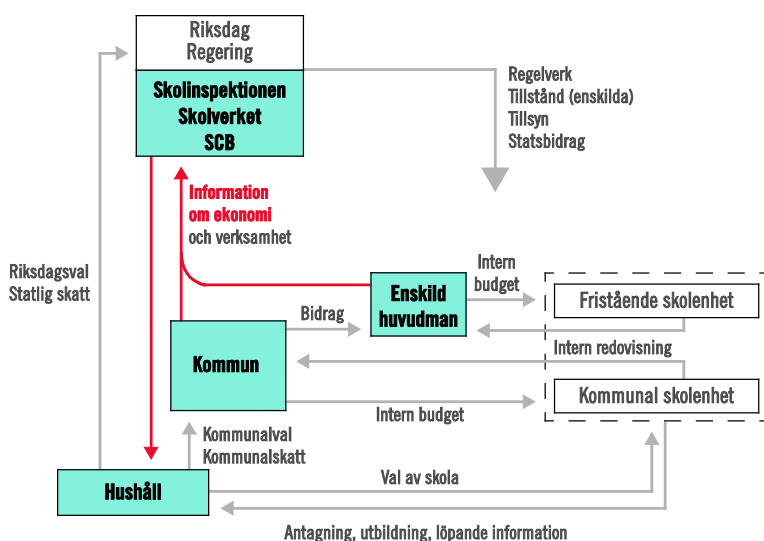 Riksdag
Regering
Skolinspektionen
Skolverket
SCB
Regelverk
Tillstånd (enskilda)
Tillsyn
Statsbidrag
Information
om ekonomi
och verksamhet
Riksdagsval
Statlig skatt
Enskild
huvudman
Intern
budget
Fristående skolenhet
Bidrag
Kommun
Intern redovisning
Kommunal skolenhet
Intern budget
Kommunalval
Kommunalskatt
Hushåll
Val av skola
Antagning, utbildning, löpande information